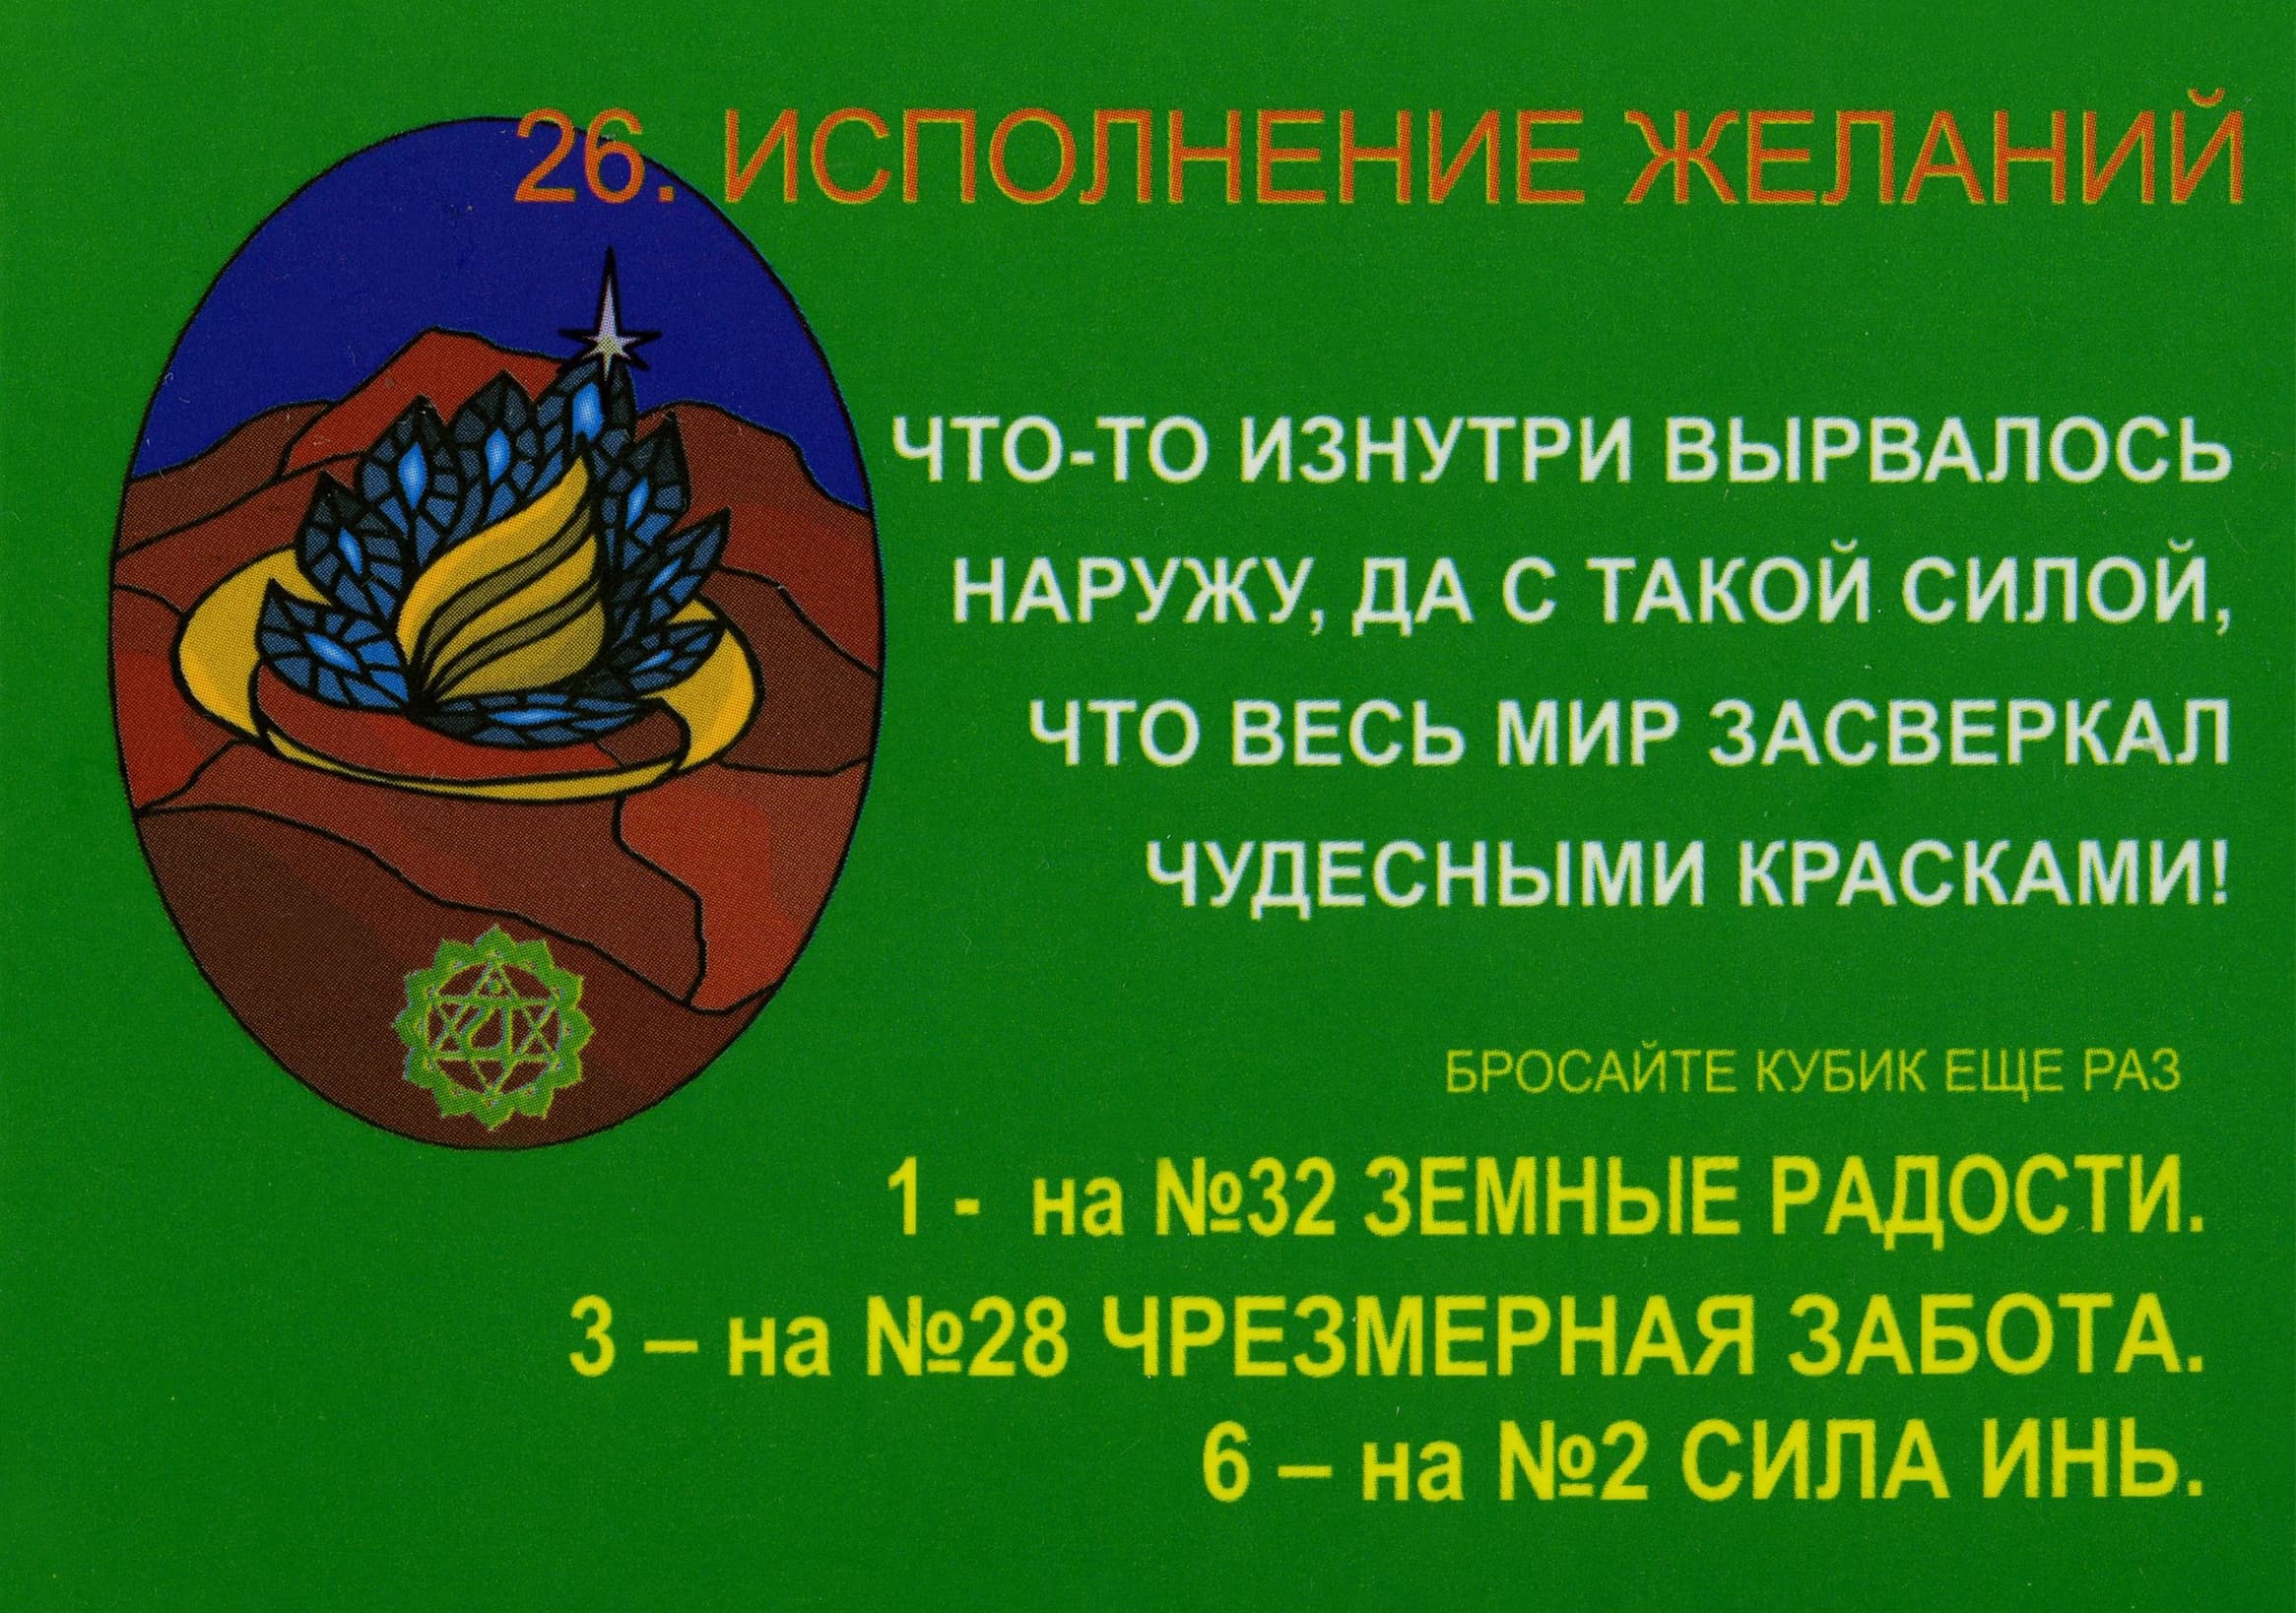 26. ИСПОЛНЕНИЕ ЖЕЛАНИЙ
ЧТО-ТО ИЗНУТРИ ВЫРВАЛОСЬ
НАРУЖУ, ДА С ТАКОЙ СИЛОЙ,
ЧТО ВЕСЬ МИР ЗАСВЕРКАЛ
ЧУДЕСНЫМИ КРАСКАМИ!
БРОСАЙТЕ КУБИК ЕЩЕ РАЗ
1 - на №32 ЗЕМНЫЕ РАДОСТИ.
3 – на №28 ЧРЕЗМЕРНАЯ ЗАБОТА.
6 – на №2 СИЛА ИНЬ.